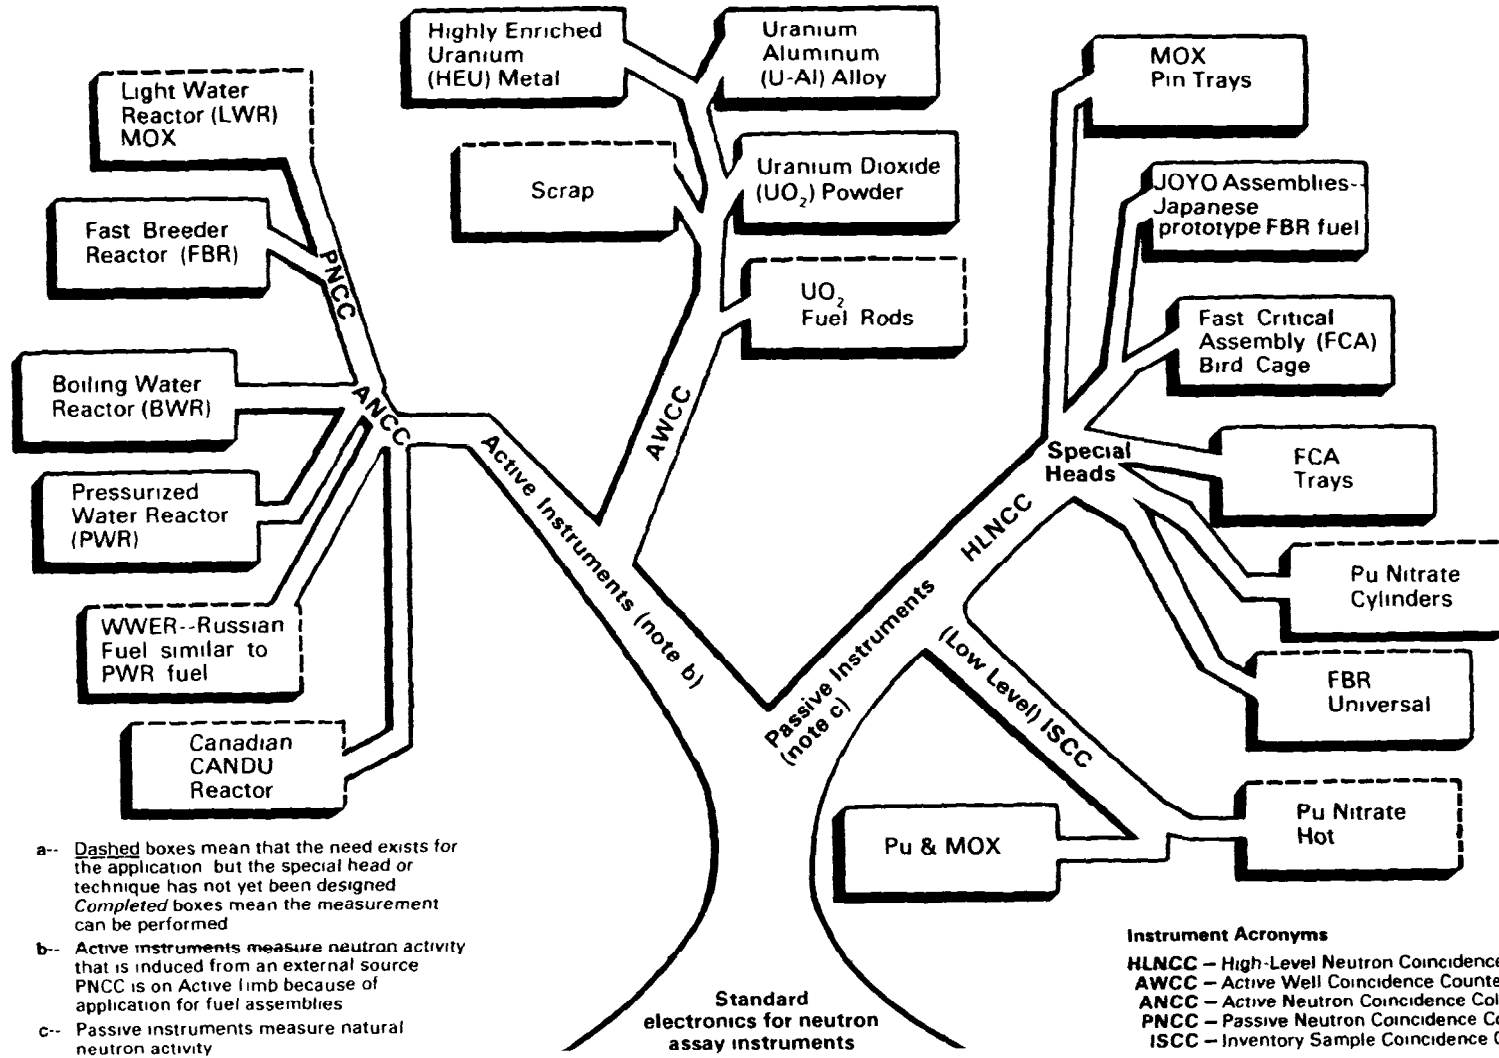 Highly Enriched
Uranium
(HEU) Metal
Uranium
Aluminum
(U-Al) Alloy
MOX
Pin Trays
Light Water
Reactor (LWR)
MOX
Scrap
Uranium Dioxide
(UO₂) Powder
JOYO Assemblies--
Japanese
prototype FBR fuel
Fast Breeder
Reactor (FBR)
PNCC
UO₂
Fuel Rods
Fast Critical
Assembly (FCA)
Bird Cage
Boiling Water
Reactor (BWR)
ANCC
AWCC
Active Instruments (note b)
Special
Heads
FCA
Trays
Pressurized
Water Reactor
(PWR)
HLNCC
Passive Instruments
(note c)
Pu Nitrate
Cylinders
WWER--Russian
Fuel similar to
PWR fuel
(Low Level) ISCC
FBR
Universal
Canadian
CANDU
Reactor
Pu & MOX
Pu Nitrate
Hot
a-- Dashed boxes mean that the need exists for
the application but the special head or
technique has not yet been designed
Completed boxes mean the measurement
can be performed
b-- Active instruments measure neutron activity
that is induced from an external source
PNCC is on Active limb because of
application for fuel assemblies
c-- Passive instruments measure natural
neutron activity
Standard
electronics for neutron
assay instruments
Instrument Acronyms
HLNCC – High-Level Neutron Coincidence
AWCC – Active Well Coincidence Counte
ANCC – Active Neutron Coincidence Col
PNCC – Passive Neutron Coincidence Co
ISCC – Inventory Sample Coincidence